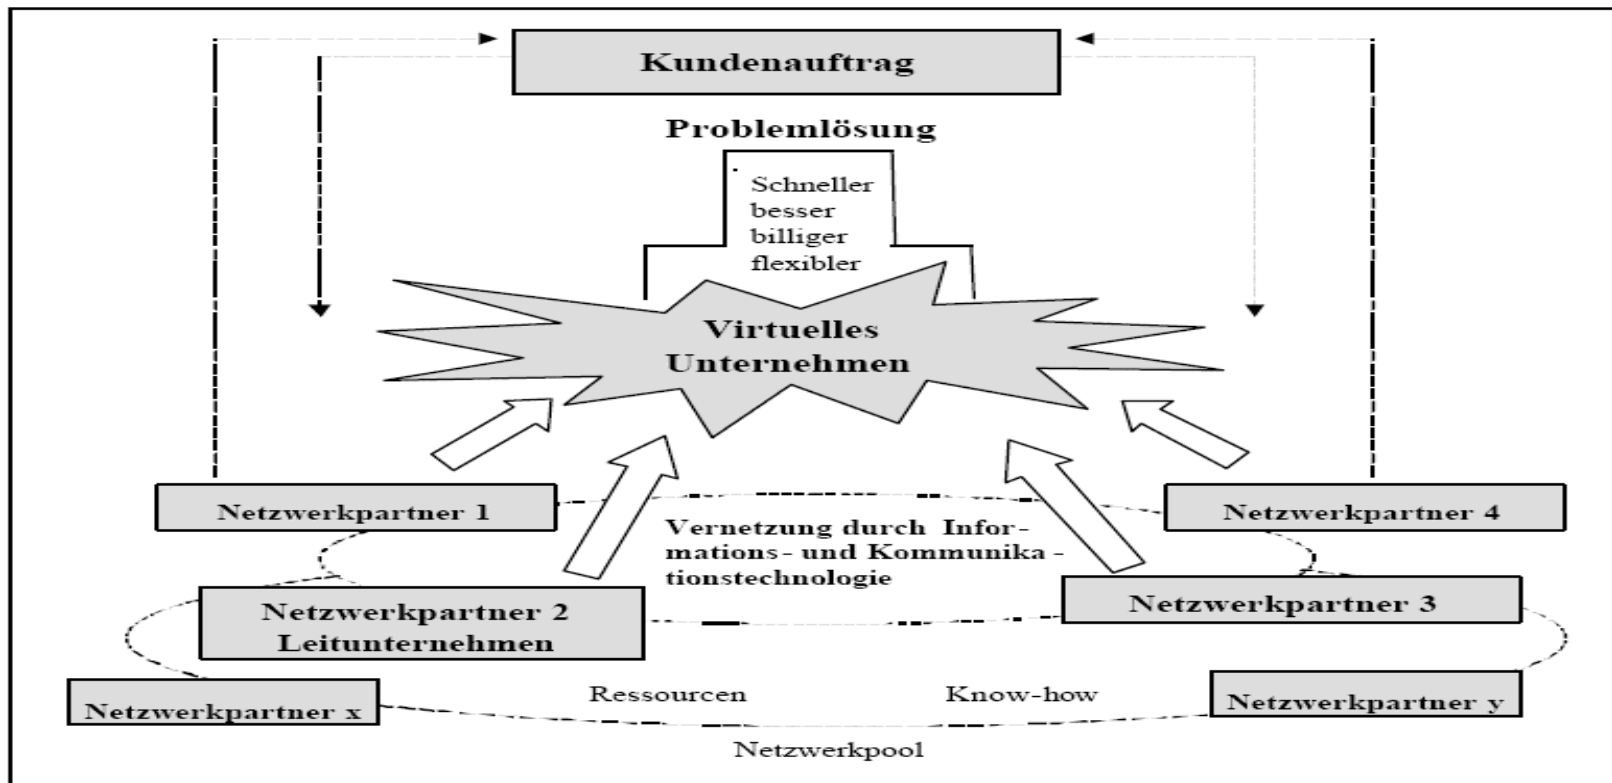 Kundenauftrag
Problemlösung
Schneller
besser
billiger
flexibler
Virtuelles
Unternehmen
Netzwerkpartner 1
Netzwerkpartner 4
Vernetzung durch Infor-
mations- und Kommunika-
tionstechnologie
Netzwerkpartner 2
Leitunternehmen
Netzwerkpartner 3
Netzwerkpartner x
Ressourcen
Know-how
Netzwerkpartner y
Netzwerkpool